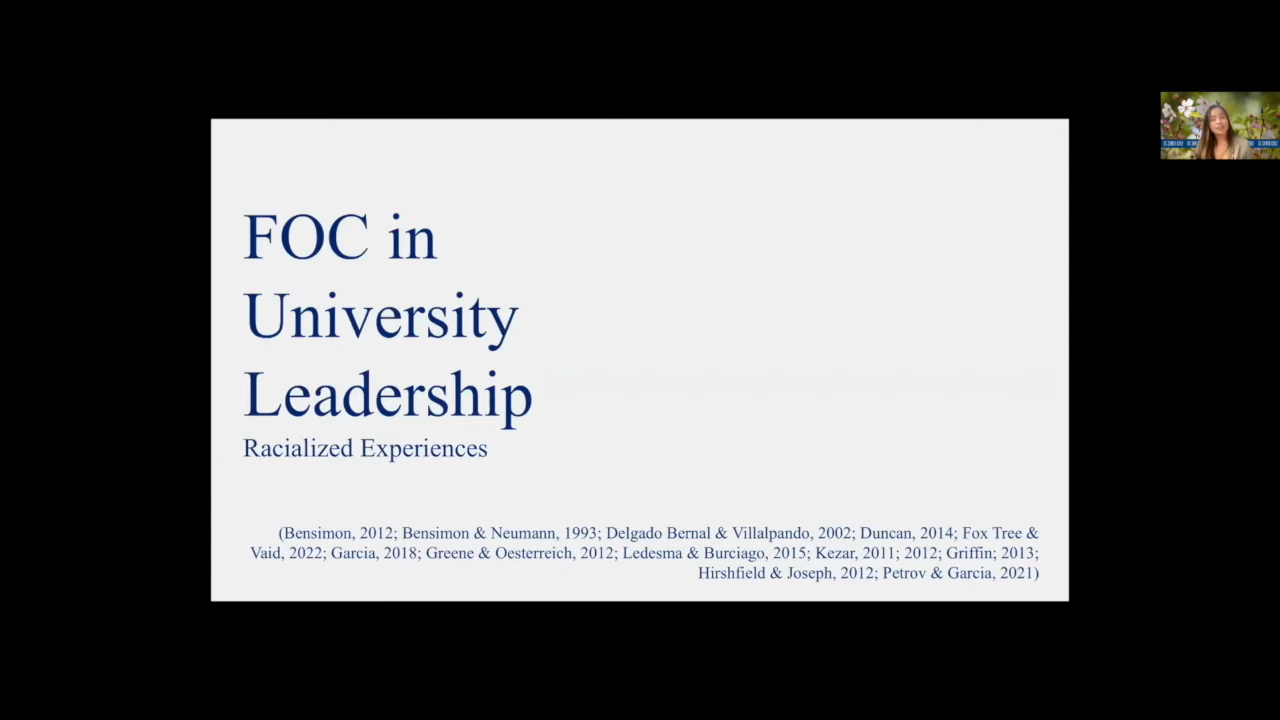 FOC in
University
Leadership
Racialized Experiences
(Bensimon, 2012; Bensimon & Neumann, 1993; Delgado Bernal & Villalpando, 2002; Duncan, 2014; Fox Tree &
Vaid, 2022; Garcia, 2018; Greene & Oesterreich, 2012; Ledesma & Burciago, 2015; Kezar, 2011; 2012; Griffin; 2013;
Hirshfield & Joseph, 2012; Petrov & Garcia, 2021)